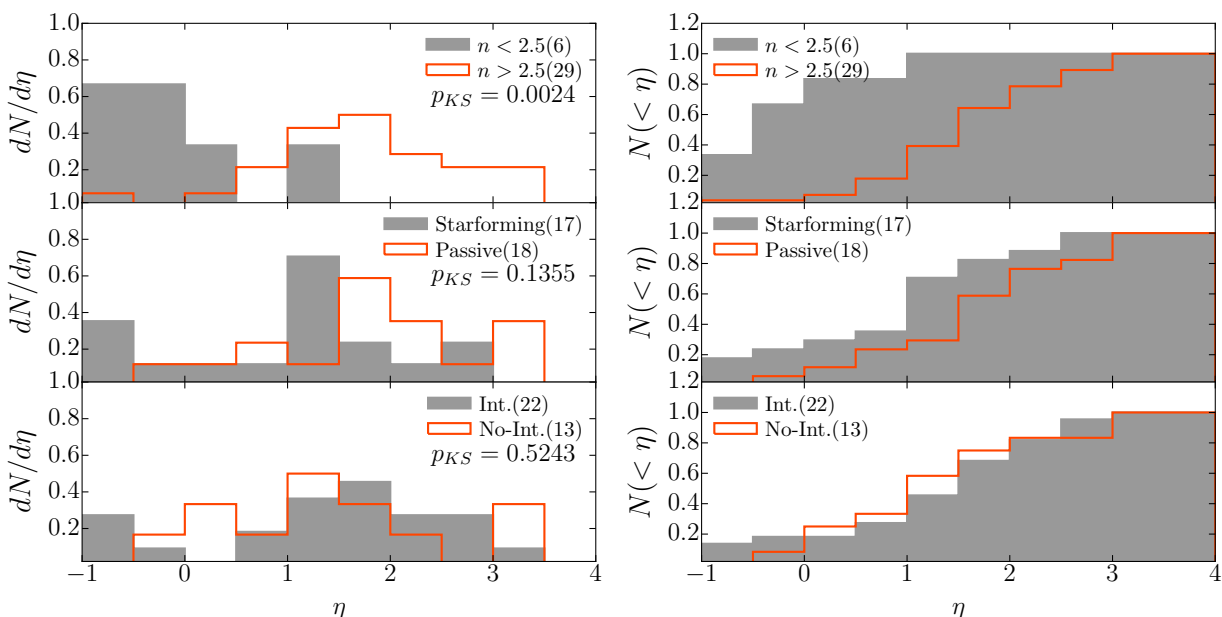 1.0
0.8
0.6
0.4
0.2
dN/dη
n < 2.5(6)
n > 2.5(29)
p_{KS} = 0.0024
1.2
1.0
0.8
0.6
0.4
0.2
N(< η)
n < 2.5(6)
n > 2.5(29)
1.0
0.8
0.6
0.4
0.2
dN/dη
Starforming(17)
Passive(18)
p_{KS} = 0.1355
1.2
1.0
0.8
0.6
0.4
0.2
N(< η)
Starforming(17)
Passive(18)
1.0
0.8
0.6
0.4
0.2
dN/dη
Int.(22)
No-Int.(13)
p_{KS} = 0.5243
−1 0 1 2 3 4
η
1.2
1.0
0.8
0.6
0.4
0.2
N(< η)
Int.(22)
No-Int.(13)
−1 0 1 2 3 4
η